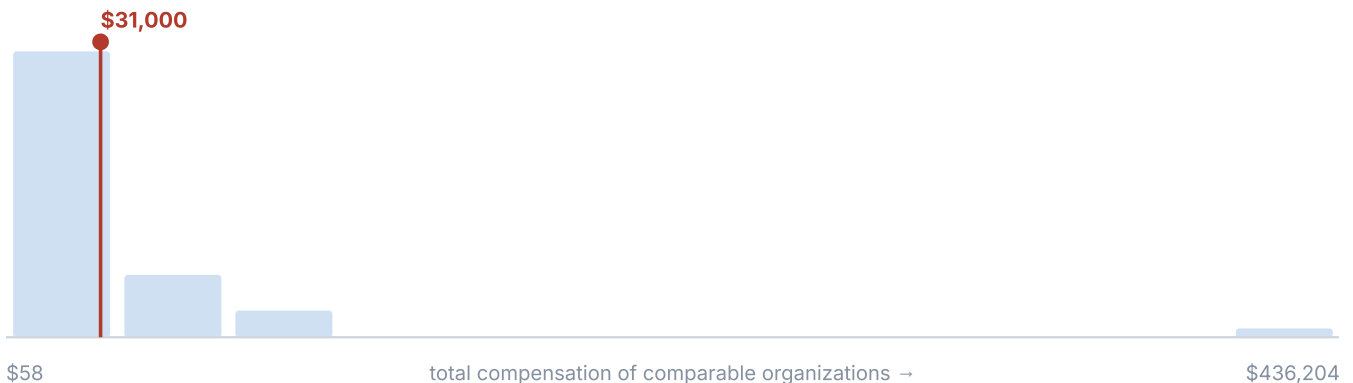 $31,000
$58
total compensation of comparable organizations →
$436,204